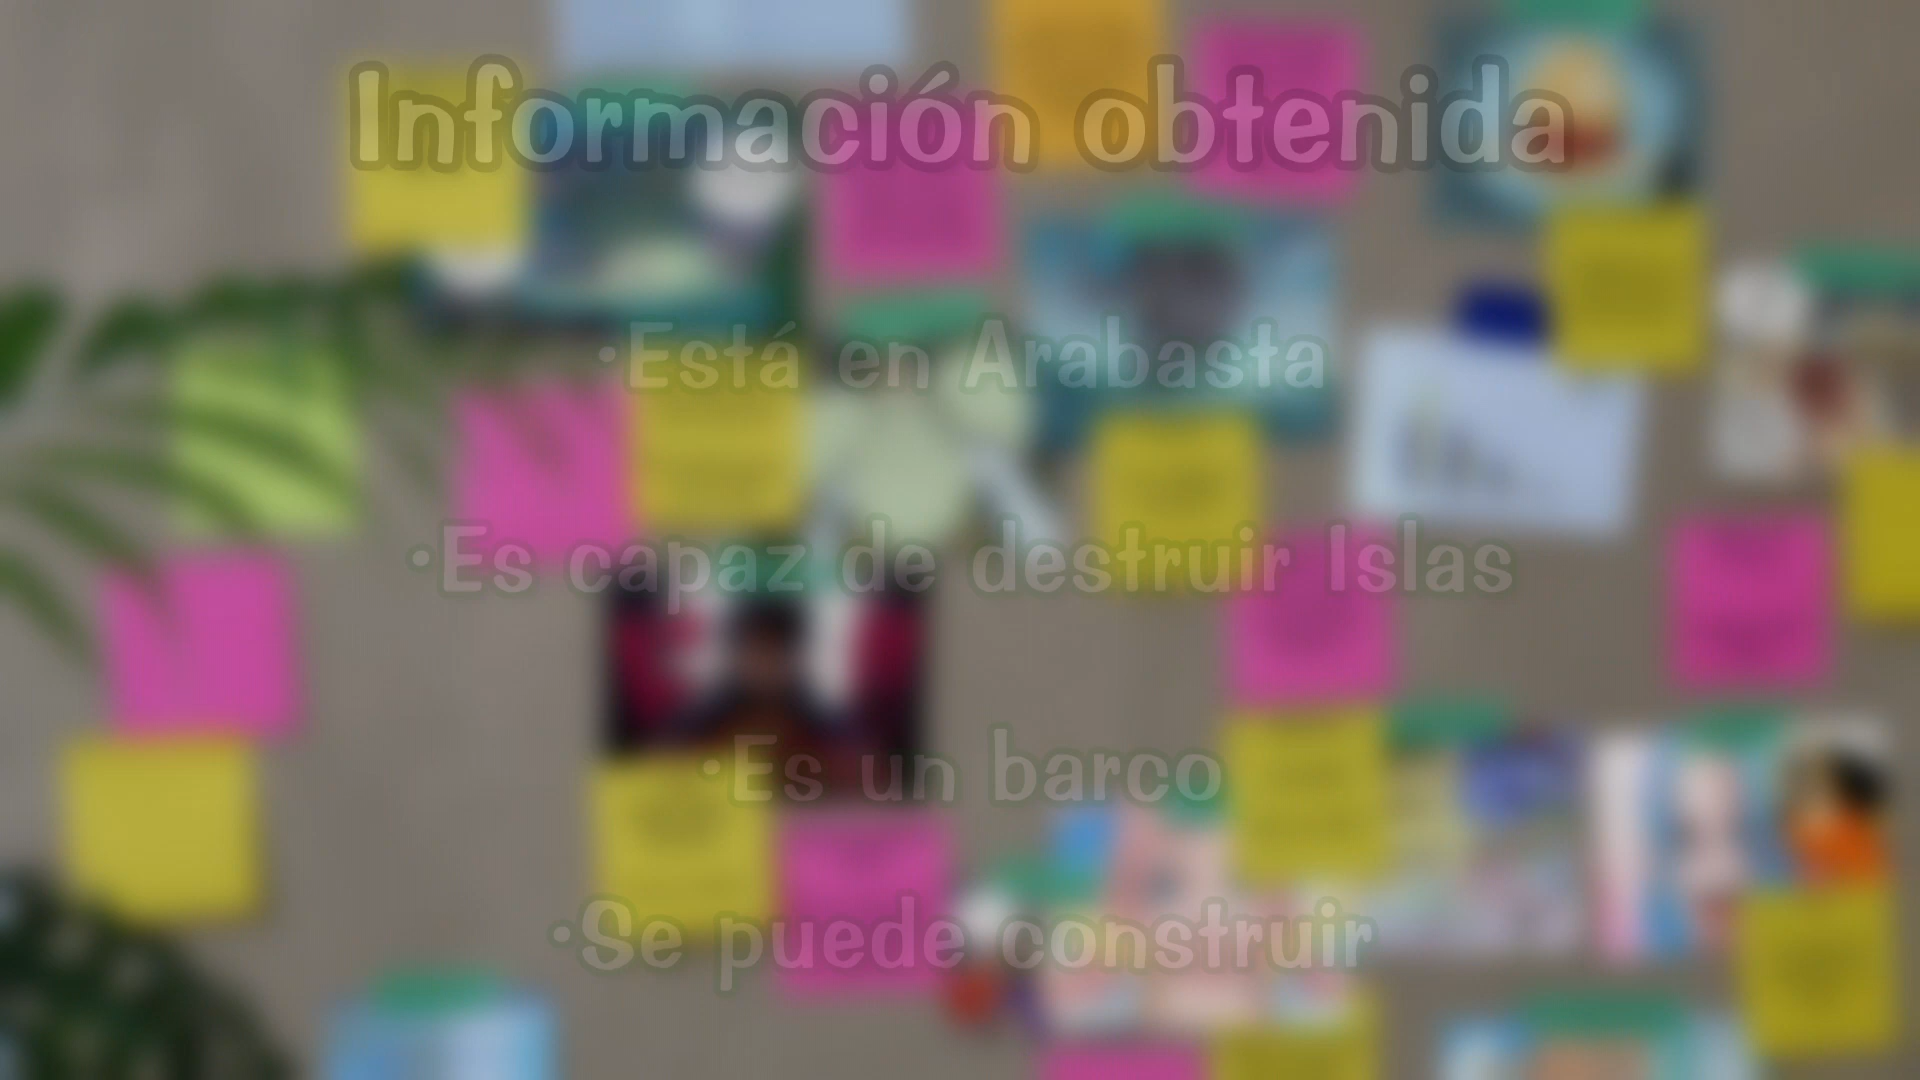 Información obtenida
·Está en Arabasta
·Es capaz de destruir Islas
·Es un barco
·Se puede construir